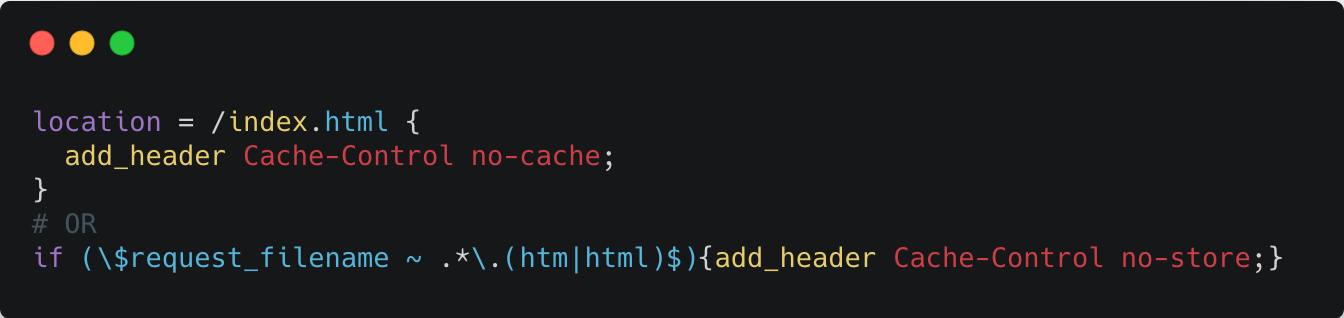 location = /index.html {
  add_header Cache-Control no-cache;
}
# OR
if (\$request_filename ~ .*\.(htm|html)$){add_header Cache-Control no-store;}